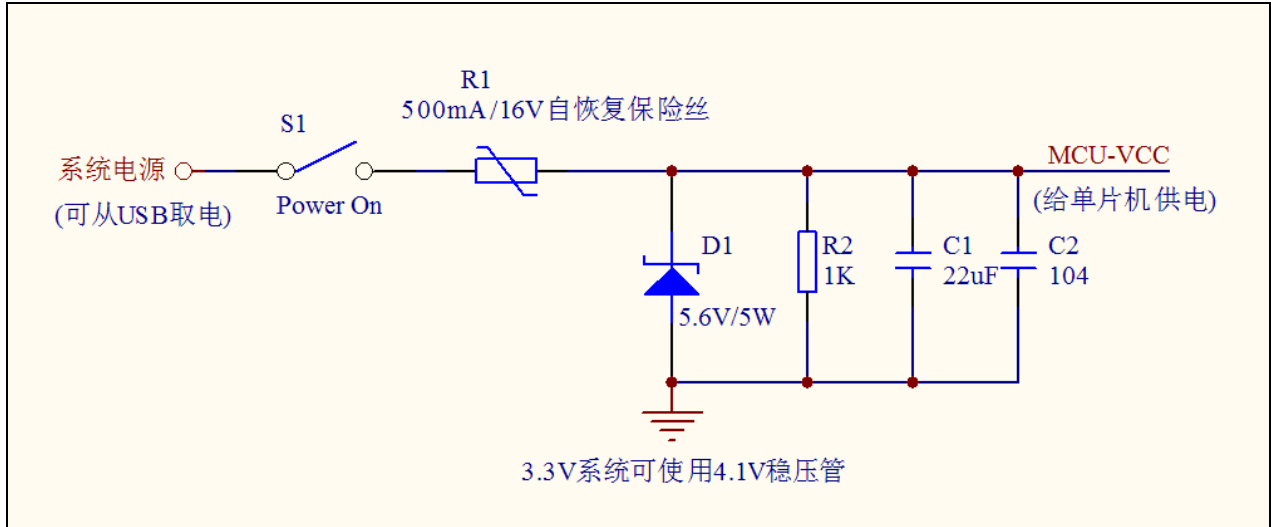 R1
500mA/16V自恢复保险丝
S1
系统电源
(可从USB取电)
Power On
MCU-VCC
(给单片机供电)
D1
5.6V/5W
R2
1K
C1
22uF
C2
104
3.3V系统可使用4.1V稳压管